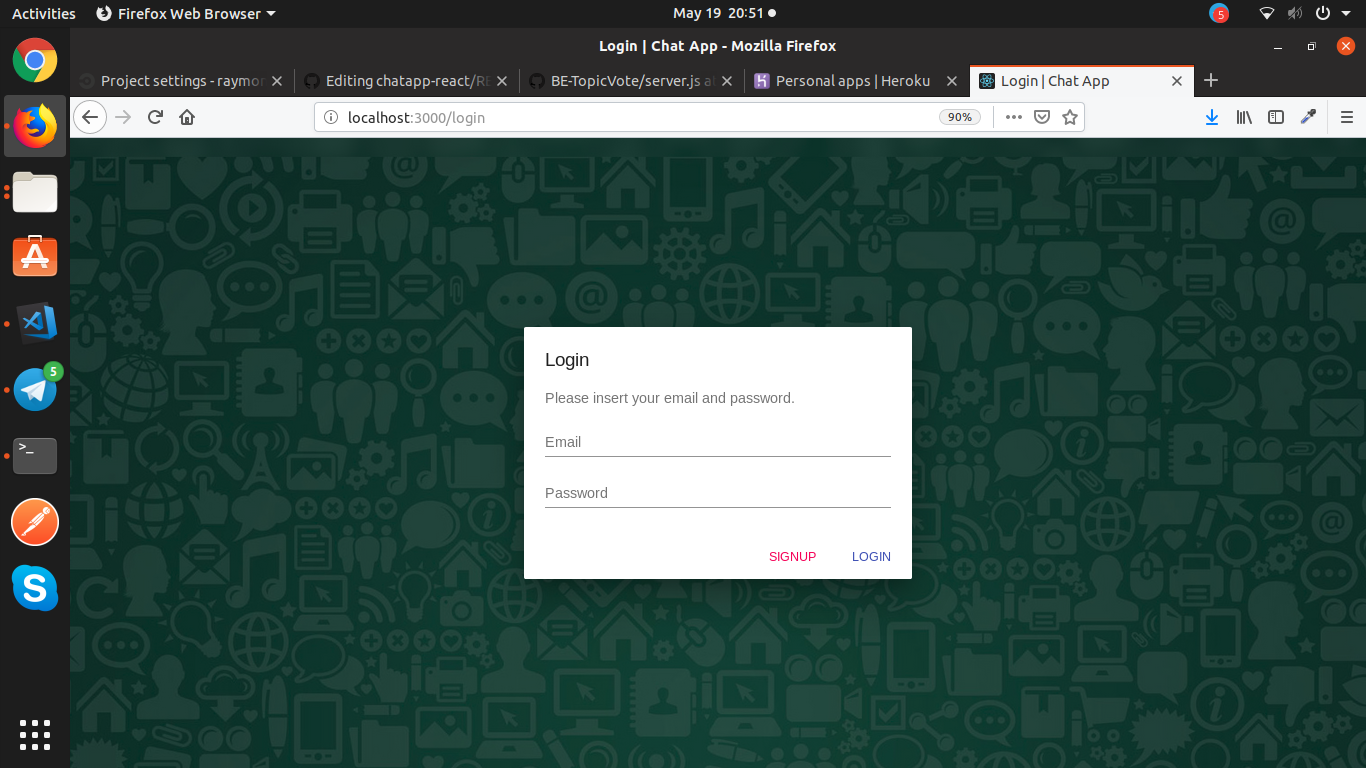 Activities Firefox Web Browser May 19 20:51 5
Login | Chat App - Mozilla Firefox
Project settings - raymon Editing chatapp-react/RE BE-TopicVote/server.js a Personal apps | Heroku Login | Chat App
localhost:3000/login 90%
Login
Please insert your email and password.
Email
5
Password
SIGNUP LOGIN